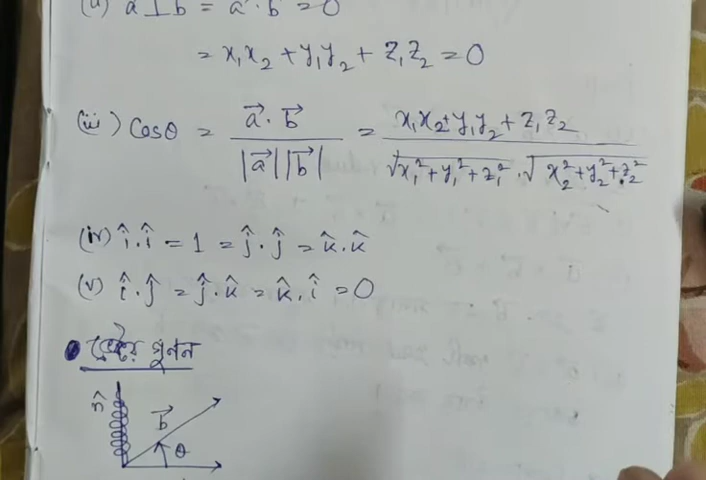 (ii) a⊥b = a·b = 0
= x₁x₂ + y₁y₂ + z₁z₂ = 0
(iii) Cosθ = (a⃗·b⃗)/(|a⃗||b⃗|) = (x₁x₂+y₁y₂+z₁z₂)/(√(x₁²+y₁²+z₁²)·√(x₂²+y₂²+z₂²))
(iv) î.î = 1 = ĵ.ĵ = k̂.k̂
(v) î.ĵ = ĵ.k̂ = k̂.î = 0
গুনন
n̂
b⃗
θ